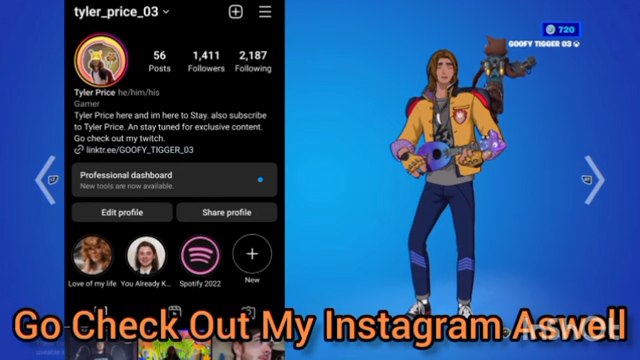 tyler_price_03
56
1,411
2,187
Posts
Followers
Following
Tyler Price he/him/his
Gamer
Tyler Price here and im here to Stay. also subscribe
to Tyler Price. An stay tuned for exclusive content.
Go check out my twitch.
linktr.ee/GOOFY_TIGGER_03
Professional dashboard
New tools are now available.
Edit profile
Share profile
Love of my life
You Already K...
Spotify 2022
New
720
GOOFY TIGGER 03
Go Check Out My Instagram Aswell